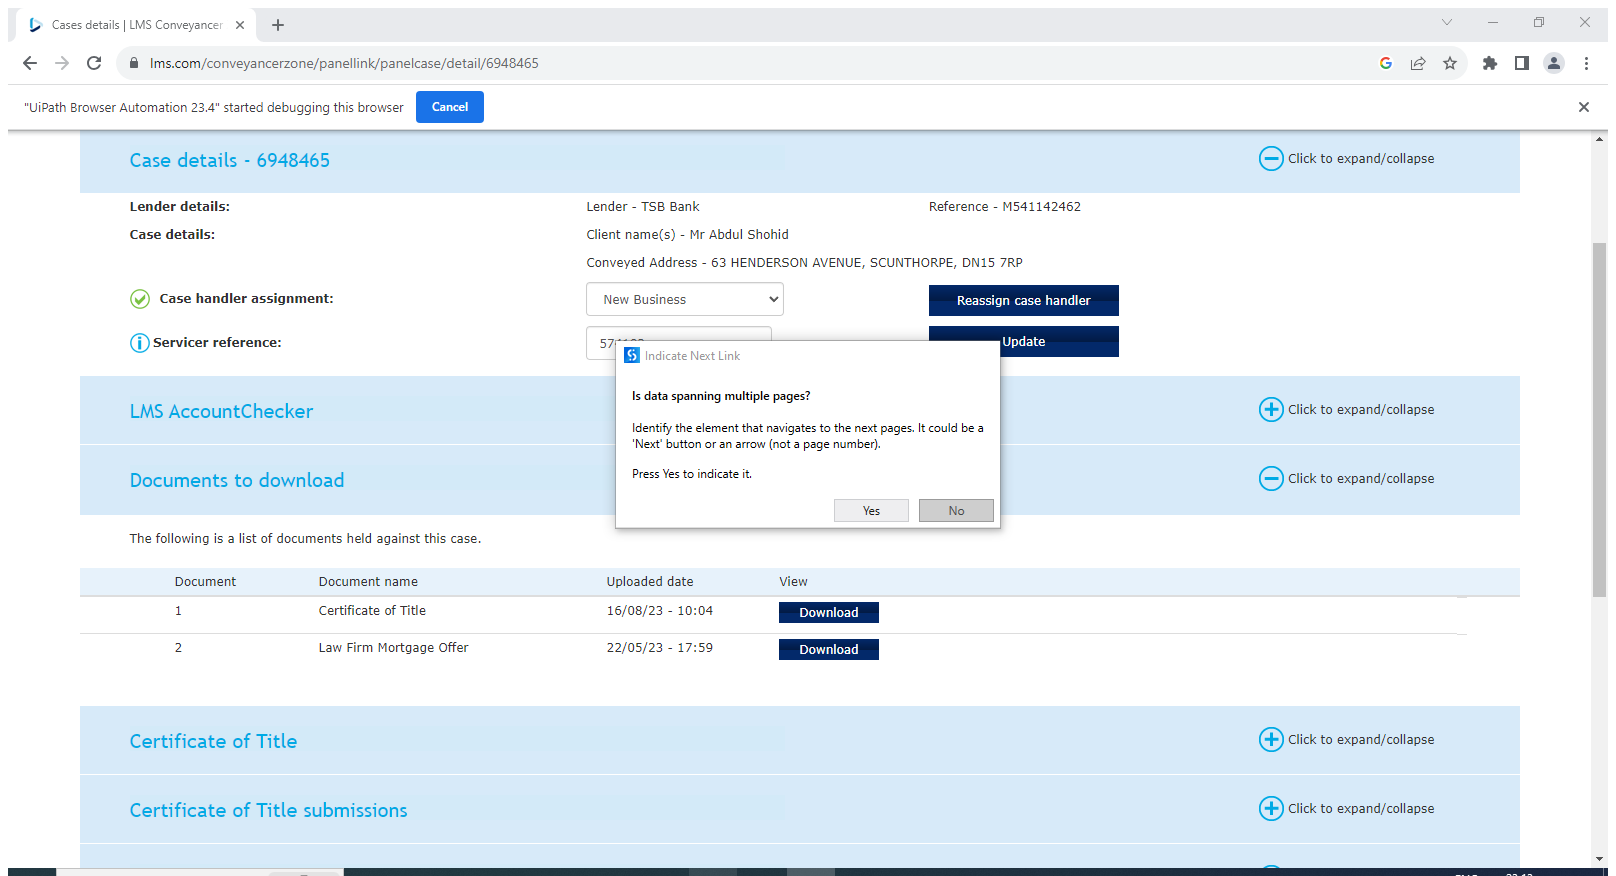 Cases details | LMS Conveyancer
lms.com/conveyancerzone/panellink/panelcase/detail/6948465
"UiPath Browser Automation 23.4" started debugging this browser Cancel
Case details - 6948465 Click to expand/collapse
Lender details: Lender - TSB Bank Reference - M541142462
Case details: Client name(s) - Mr Abdul Shohid
Conveyed Address - 63 HENDERSON AVENUE, SCUNTHORPE, DN15 7RP
Case handler assignment: New Business Reassign case handler
Servicer reference: Update
Indicate Next Link
Is data spanning multiple pages?
Identify the element that navigates to the next pages. It could be a
'Next' button or an arrow (not a page number).
Press Yes to indicate it.
Yes No
LMS AccountChecker Click to expand/collapse
Documents to download Click to expand/collapse
The following is a list of documents held against this case.
Document Document name Uploaded date View
1 Certificate of Title 16/08/23 - 10:04 Download
2 Law Firm Mortgage Offer 22/05/23 - 17:59 Download
Certificate of Title Click to expand/collapse
Certificate of Title submissions Click to expand/collapse